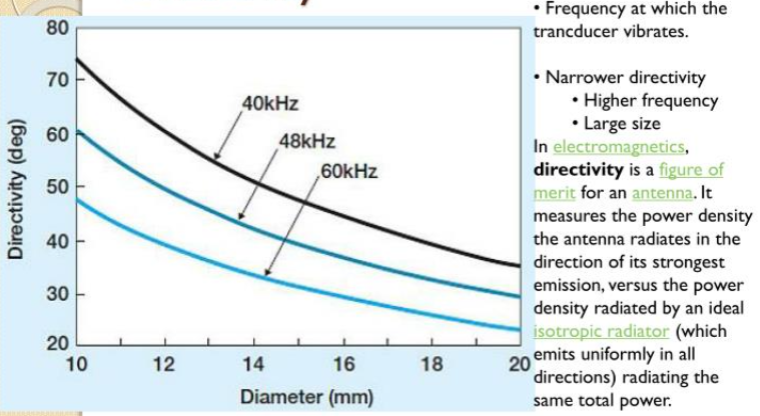 • Frequency at which the
trancducer vibrates.
• Narrower directivity
• Higher frequency
• Large size
In electromagnetics,
directivity is a figure of
merit for an antenna. It
measures the power density
the antenna radiates in the
direction of its strongest
emission, versus the power
density radiated by an ideal
isotropic radiator (which
emits uniformly in all
directions) radiating the
same total power.
Directivity (deg)
80
70
60
50
40
30
20
40kHz
48kHz
60kHz
10 12 14 16 18 20
Diameter (mm)